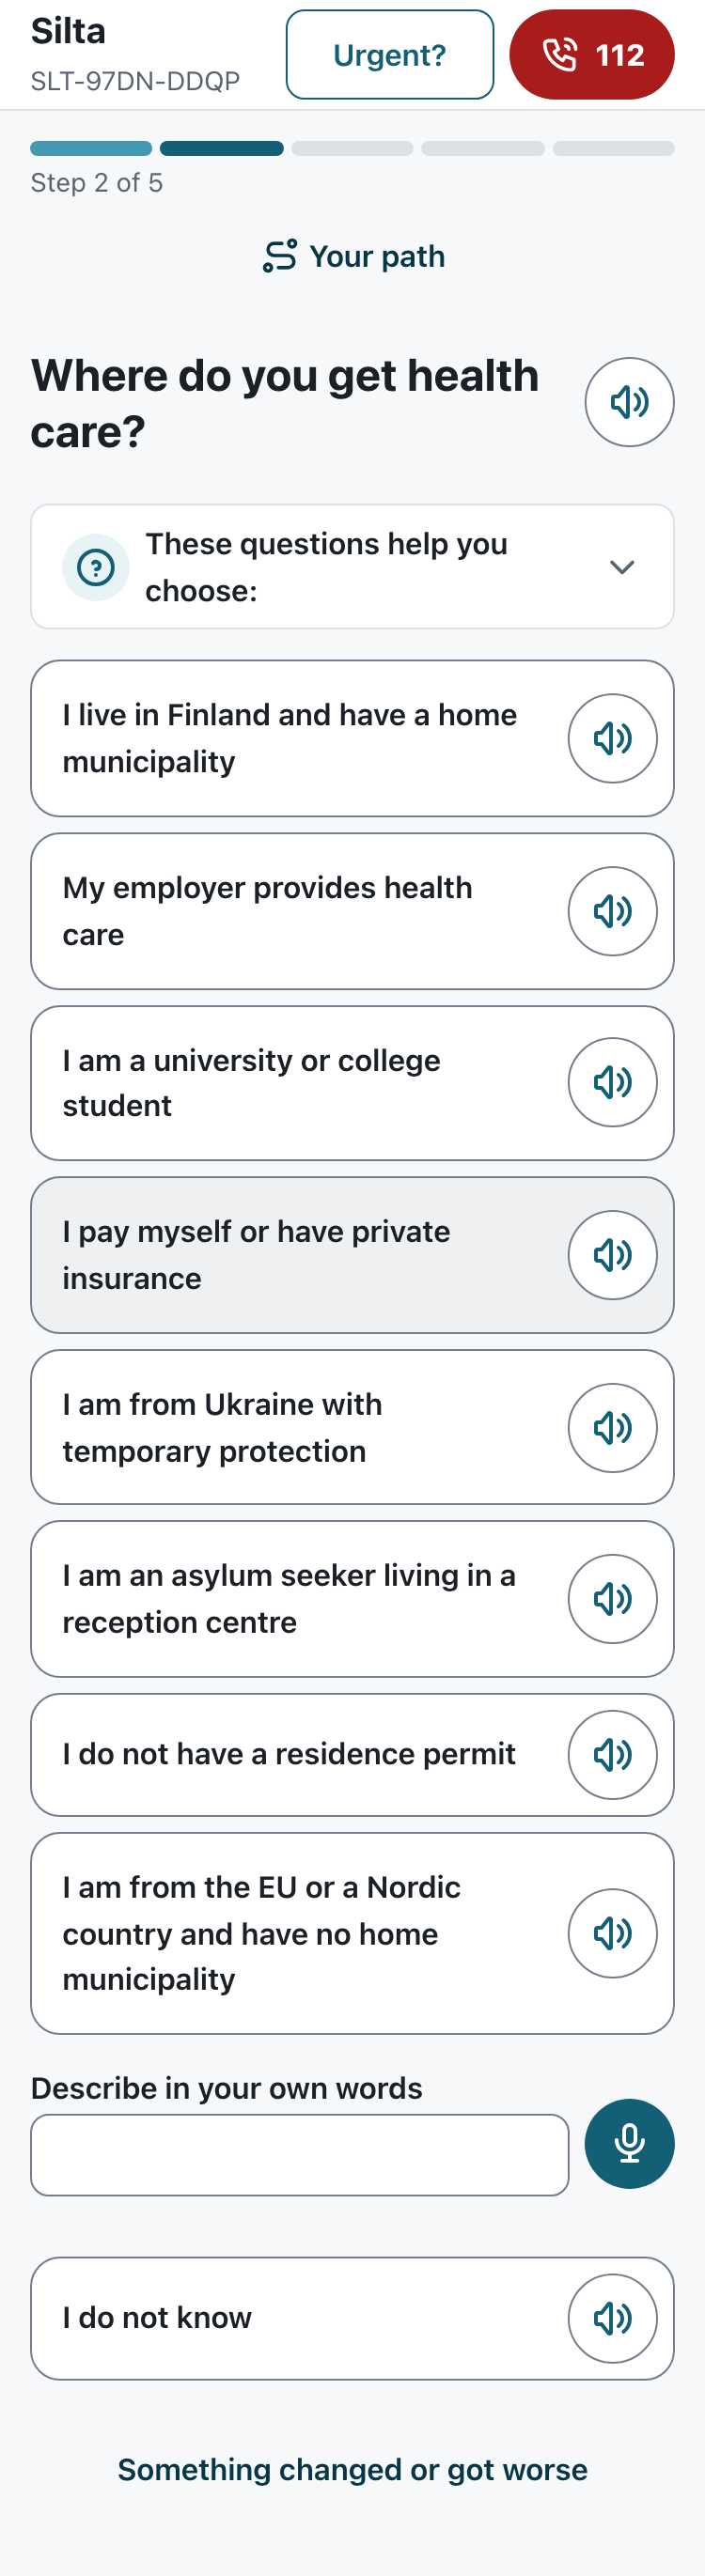 Silta
SLT-97DN-DDQP
Urgent?
112
Step 2 of 5
Your path
Where do you get health
care?
These questions help you
choose:
I live in Finland and have a home
municipality
My employer provides health
care
I am a university or college
student
I pay myself or have private
insurance
I am from Ukraine with
temporary protection
I am an asylum seeker living in a
reception centre
I do not have a residence permit
I am from the EU or a Nordic
country and have no home
municipality
Describe in your own words
I do not know
Something changed or got worse